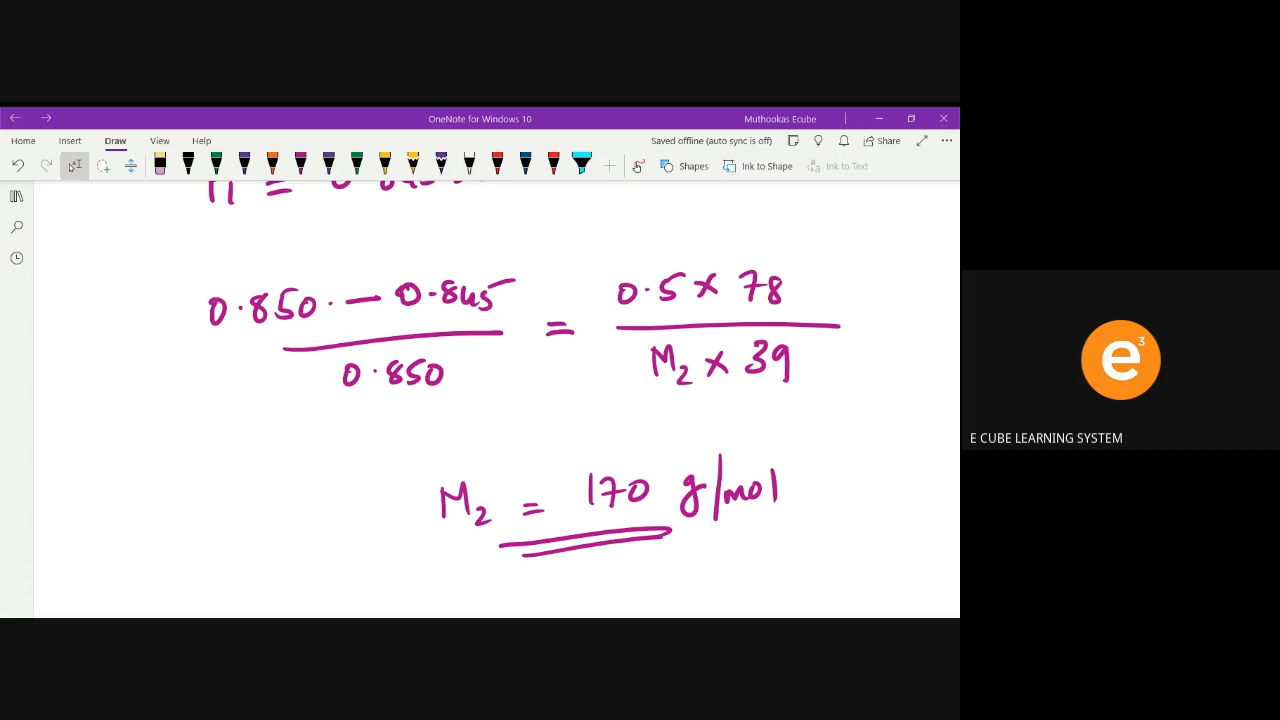 OneNote for Windows 10
Muthookas Ecube
Home Insert Draw View Help
Saved offline (auto sync is off)
Share
Shapes
Ink to Shape
Ink to Text
0.850. — 0.845 = 0.5 × 78
0.850 M₂ × 39
M₂ = 170 g/mol
e³
E CUBE LEARNING SYSTEM